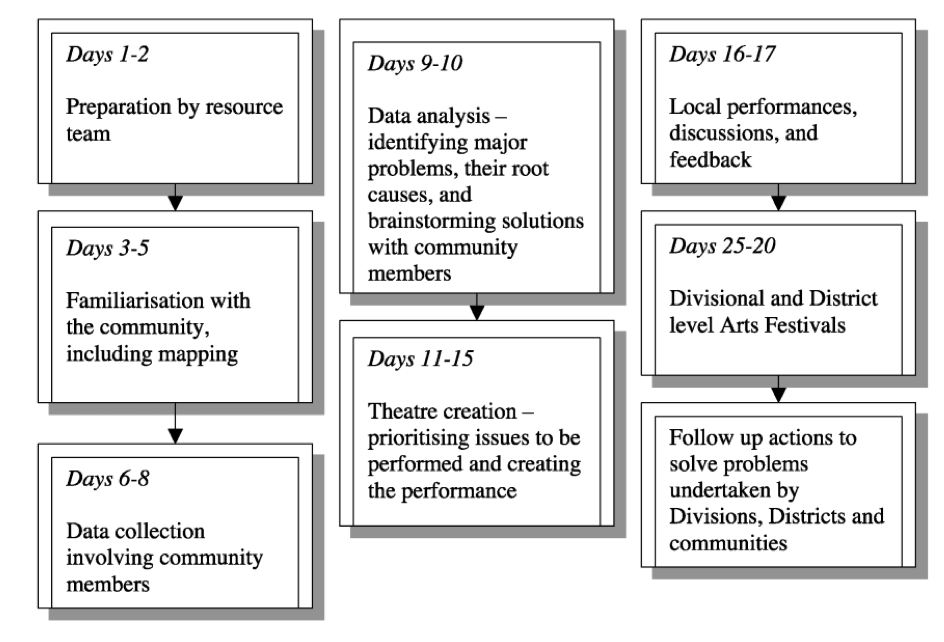 Days 1-2
Preparation by resource
team
Days 3-5
Familiarisation with
the community,
including mapping
Days 6-8
Data collection
involving community
members
Days 9-10
Data analysis –
identifying major
problems, their root
causes, and
brainstorming solutions
with community
members
Days 11-15
Theatre creation –
prioritising issues to be
performed and creating
the performance
Days 16-17
Local performances,
discussions, and
feedback
Days 25-20
Divisional and District
level Arts Festivals
Follow up actions to
solve problems
undertaken by
Divisions, Districts and
communities